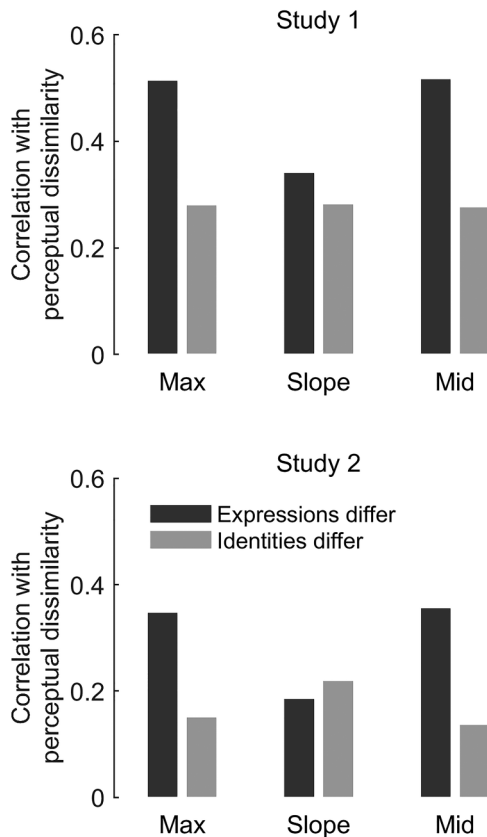 Study 1
Correlation with
perceptual dissimilarity
0.6
0.4
0.2
0
Max Slope Mid
Study 2
Correlation with
perceptual dissimilarity
0.6
0.4
0.2
0
Expressions differ
Identities differ
Max Slope Mid